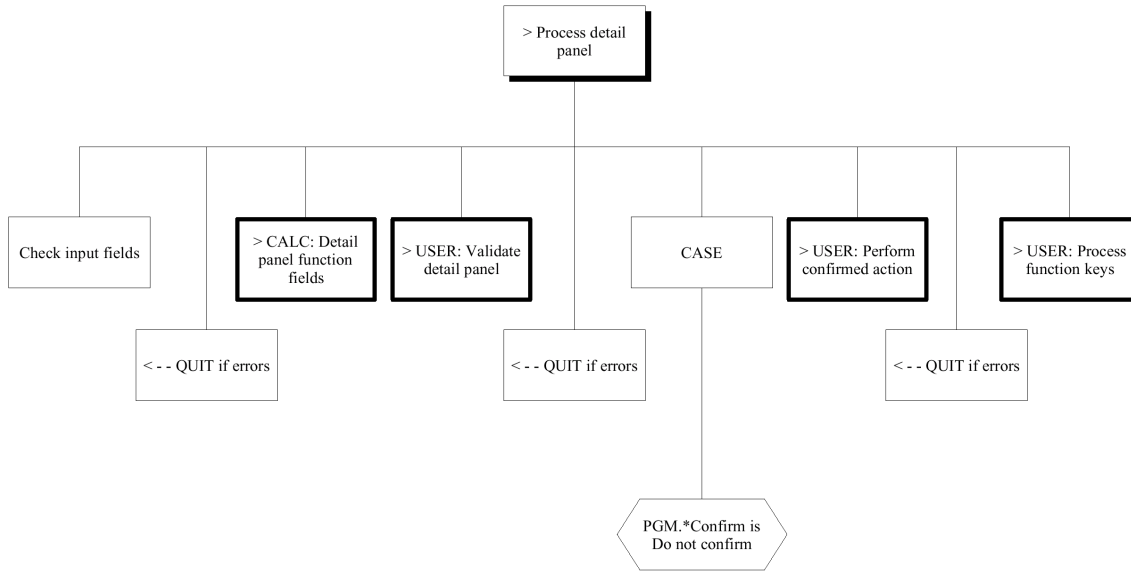 > Process detail
panel
Check input fields
> CALC: Detail
panel function
fields
> USER: Validate
detail panel
CASE
> USER: Perform
confirmed action
> USER: Process
function keys
< - - QUIT if errors
< - - QUIT if errors
< - - QUIT if errors
PGM.*Confirm is
Do not confirm